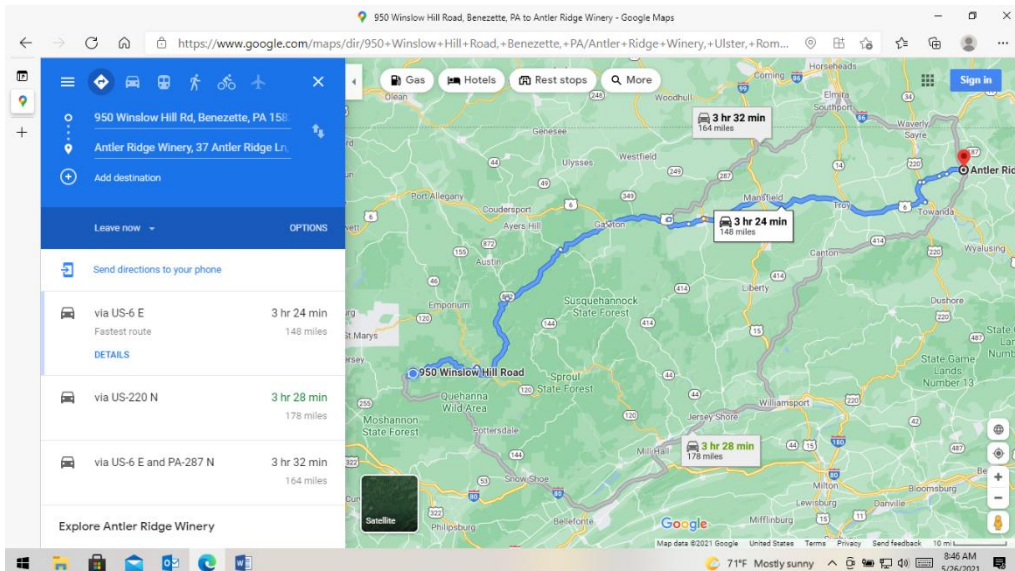 950 Winslow Hill Road, Benezette, PA to Antler Ridge Winery - Google Maps
https://www.google.com/maps/dir/950+Winslow+Hill+Road,+Benezette,+PA/Antler+Ridge+Winery,+Ulster,+Rom...
950 Winslow Hill Rd, Benezette, PA 158
Antler Ridge Winery, 37 Antler Ridge Ln,
Add destination
Leave now
OPTIONS
Send directions to your phone
via US-6 E
3 hr 24 min
Fastest route
148 miles
DETAILS
via US-220 N
3 hr 28 min
178 miles
via US-6 E and PA-287 N
3 hr 32 min
164 miles
Explore Antler Ridge Winery
Gas
Hotels
Rest stops
More
Sign in
Horseheads
Corning
Olean
Woodhull
Elmira
Southport
3 hr 32 min
164 miles
Genesee
Waverly
Sayre
Ulysses
Westfield
Antler Rid
Port Allegany
Coudersport
Mansfield
Troy
Ayers Hill
Galeton
3 hr 24 min
148 miles
Towanda
Austin
Canton
Wyalusing
Emporium
Susquehannock
State Forest
Liberty
Dushore
St Marys
State
Lan
Numb
State Game
Lands
Number 13
950 Winslow Hill Road
Sproul
State Forest
Quehanna
Wild Area
Williamsport
Moshannon
State Forest
Jersey Shore
Pottersdale
Mill Hall
3 hr 28 min
178 miles
Snow Shoe
Milton
Bloomsburg
Lewisburg
Danville
Satellite
Philipsburg
Bellefonte
Google
Mifflinburg
Map data ©2021 Google
United States
Terms
Privacy
Send feedback
10 mi
71°F Mostly sunny
8:46 AM
5/26/2021